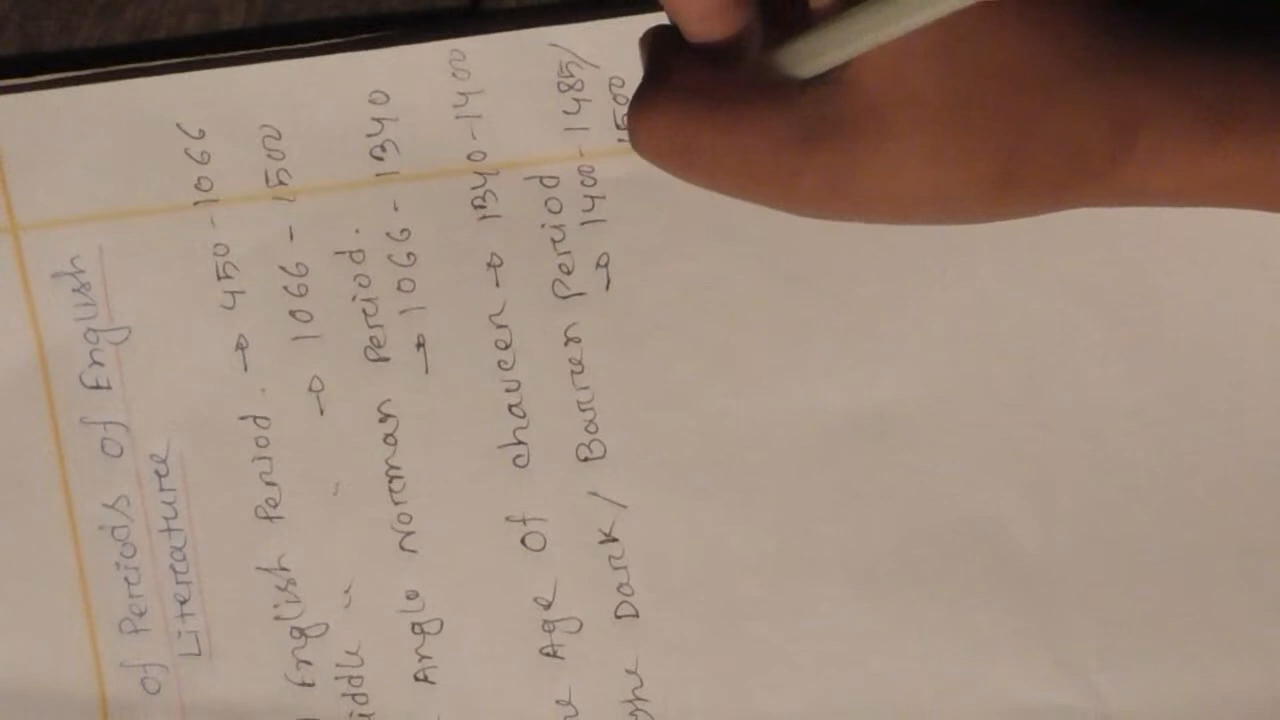 of Periods of English
Literature
English Period. → 450-1066
iddle " " → 1066 - 1500
Anglo Norman Period.
→ 1066 - 1340
Age Of chaucer → 1340-1400
Dark / Barren Period
→ 1400-1485/
1500